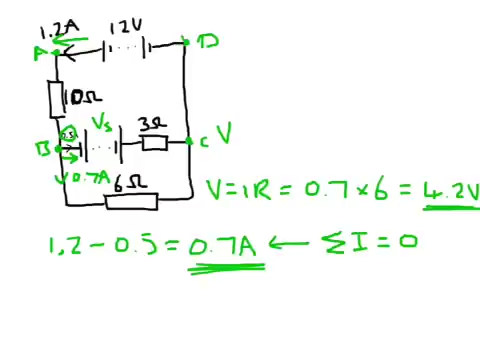 1.2A 12V
A D
10Ω
0.5A Vs 3Ω
B C V
0.7A 6Ω
V=IR = 0.7 × 6 = 4.2V
1.2 - 0.5 = 0.7A ← ΣI = 0